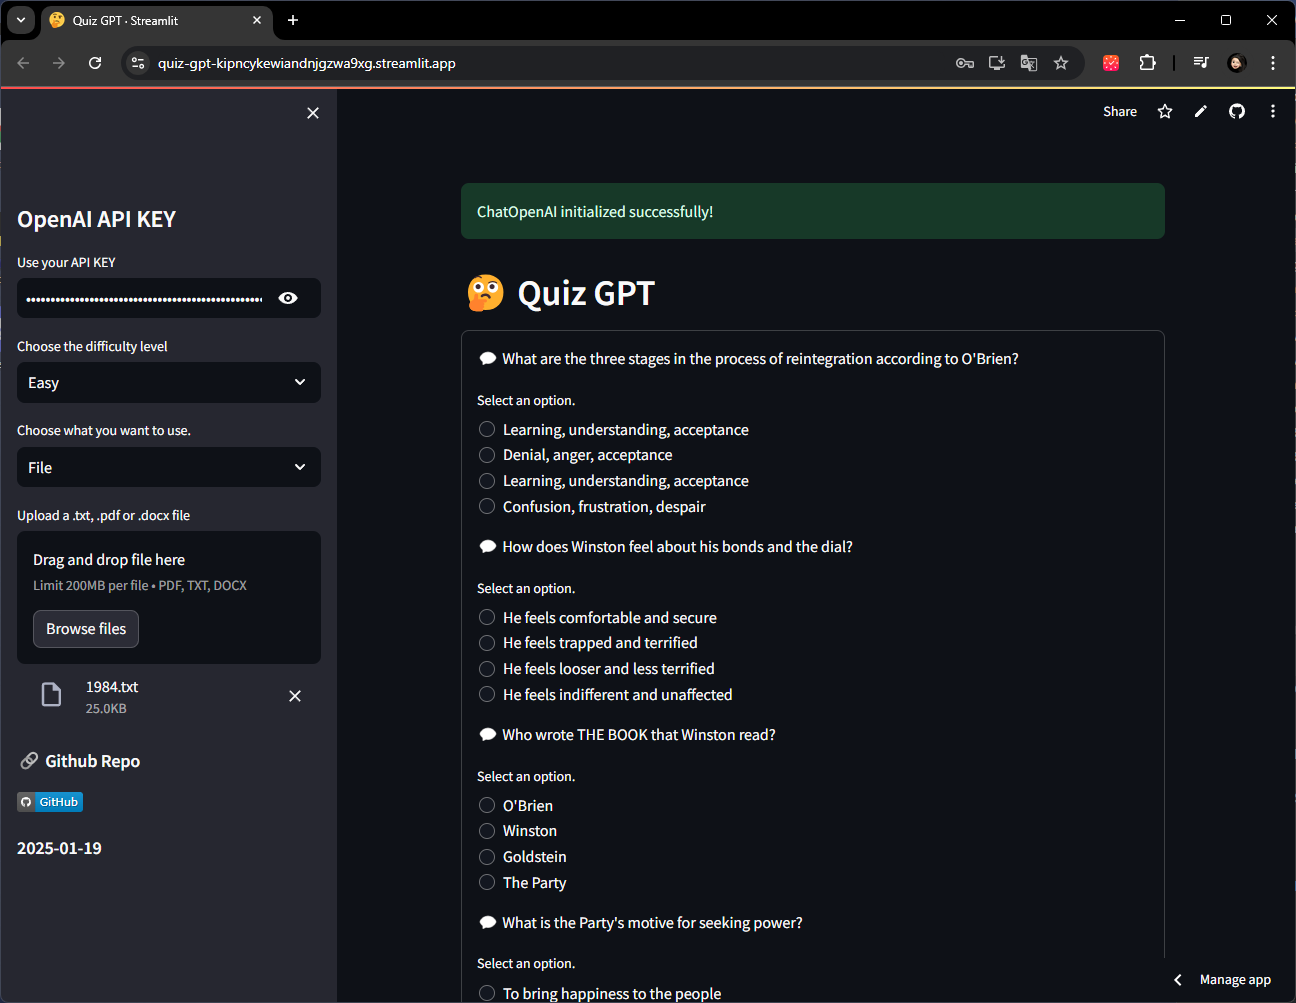 Quiz GPT · Streamlit
quiz-gpt-kipncykewiandnjgzwa9xg.streamlit.app
Share
OpenAI API KEY
Use your API KEY
Choose the difficulty level
Easy
Choose what you want to use.
File
Upload a .txt, .pdf or .docx file
Drag and drop file here
Limit 200MB per file • PDF, TXT, DOCX
Browse files
1984.txt
25.0KB
Github Repo
GitHub
2025-01-19
ChatOpenAI initialized successfully!
Quiz GPT
What are the three stages in the process of reintegration according to O'Brien?
Select an option.
Learning, understanding, acceptance
Denial, anger, acceptance
Learning, understanding, acceptance
Confusion, frustration, despair
How does Winston feel about his bonds and the dial?
Select an option.
He feels comfortable and secure
He feels trapped and terrified
He feels looser and less terrified
He feels indifferent and unaffected
Who wrote THE BOOK that Winston read?
Select an option.
O'Brien
Winston
Goldstein
The Party
What is the Party's motive for seeking power?
Select an option.
To bring happiness to the people
Manage app